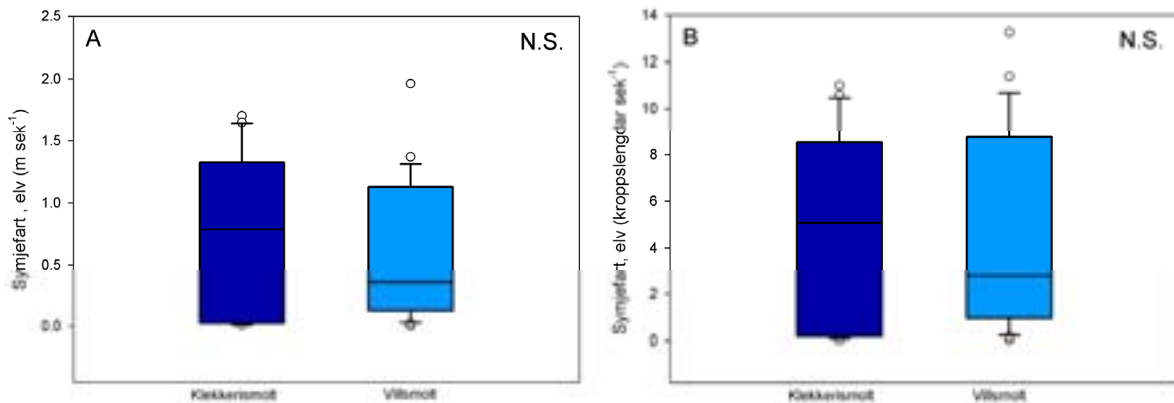 A
N.S.
Symjefart , elv (m sek-1)
2.5
2.0
1.5
1.0
0.5
0.0
Klekkerismolt
Villsmolt
B
N.S.
Symjefart, elv (kroppslengdar sek-1)
14
12
10
8
6
4
2
0
Klekkerismolt
Villsmolt